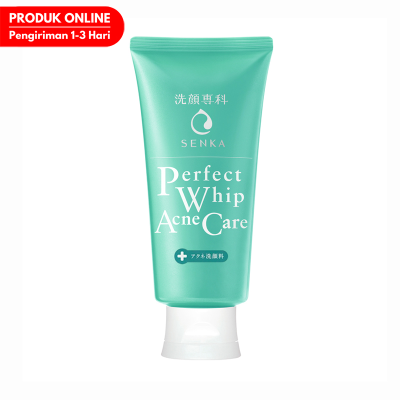 PRODUK ONLINE
Pengiriman 1-3 Hari
洗顔専科
SENKA
Perfect
Whip
Acne Care
アクネ洗顔料